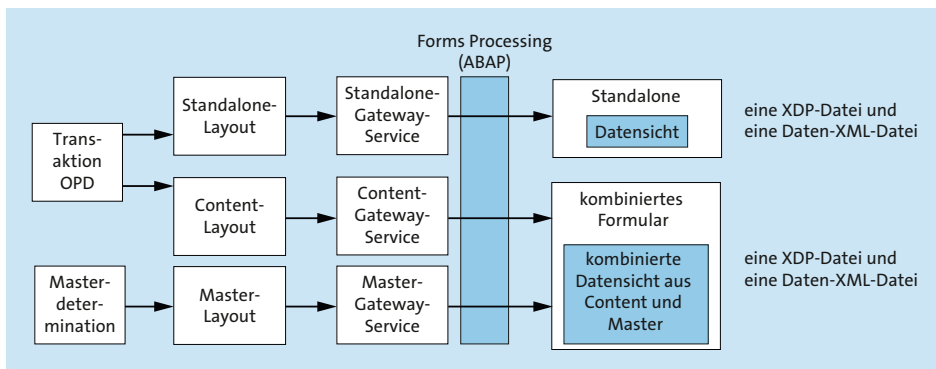 Forms Processing
(ABAP)
Trans-
aktion
OPD
Standalone-
Layout
Standalone-
Gateway-
Service
Standalone
Datensicht
eine XDP-Datei und
eine Daten-XML-Datei
Content-
Layout
Content-
Gateway-
Service
kombiniertes
Formular
kombinierte
Datensicht aus
Content und
Master
eine XDP-Datei und
eine Daten-XML-Datei
Master-
deter-
mination
Master-
Layout
Master-
Gateway-
Service